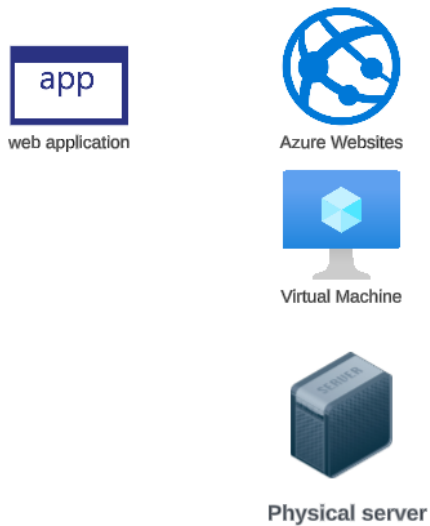 app
web application
Azure Websites
Virtual Machine
SERVER
Physical server